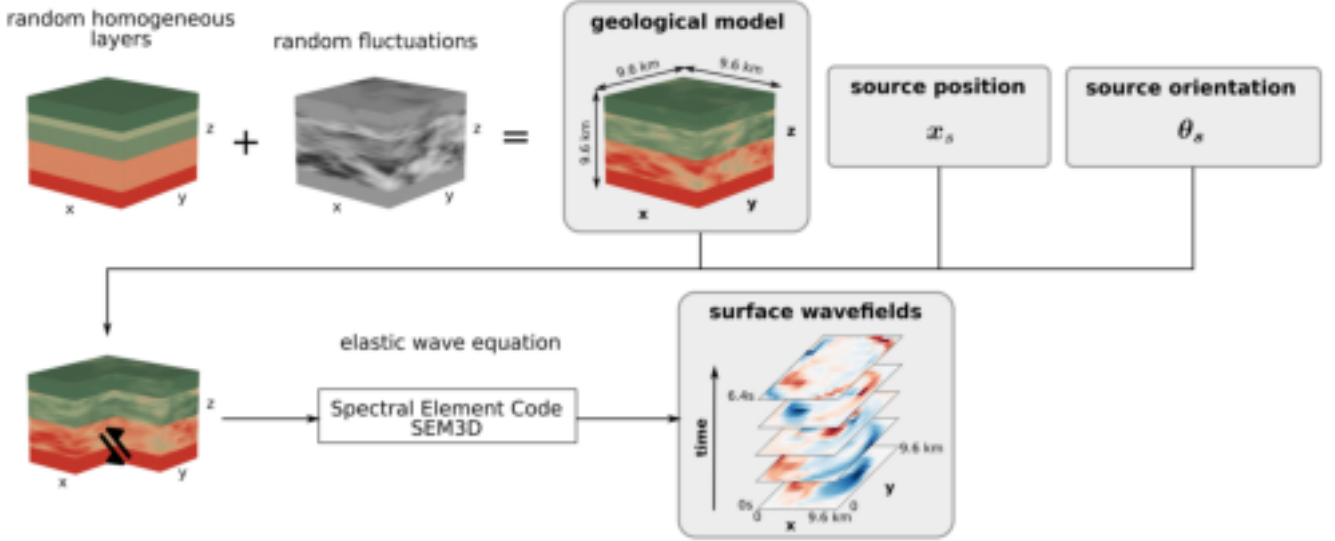 random homogeneous
layers
random fluctuations
geological model
9.6 km
9.6 km
9.6 km
x
y
z
+
x
y
z
=
x
y
z
source position
xₛ
source orientation
θₛ
x
y
z
elastic wave equation
Spectral Element Code
SEM3D
surface wavefields
time
6.4s
0s
0
x
9.6 km
0
y
9.6 km